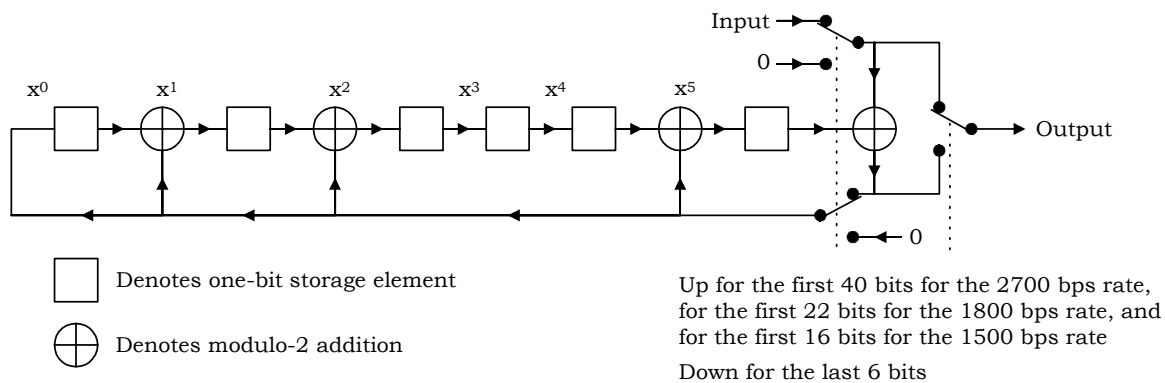 Input
0
x⁰ x¹ x² x³ x⁴ x⁵
Output
0
Denotes one-bit storage element
Denotes modulo-2 addition
Up for the first 40 bits for the 2700 bps rate,
for the first 22 bits for the 1800 bps rate, and
for the first 16 bits for the 1500 bps rate
Down for the last 6 bits